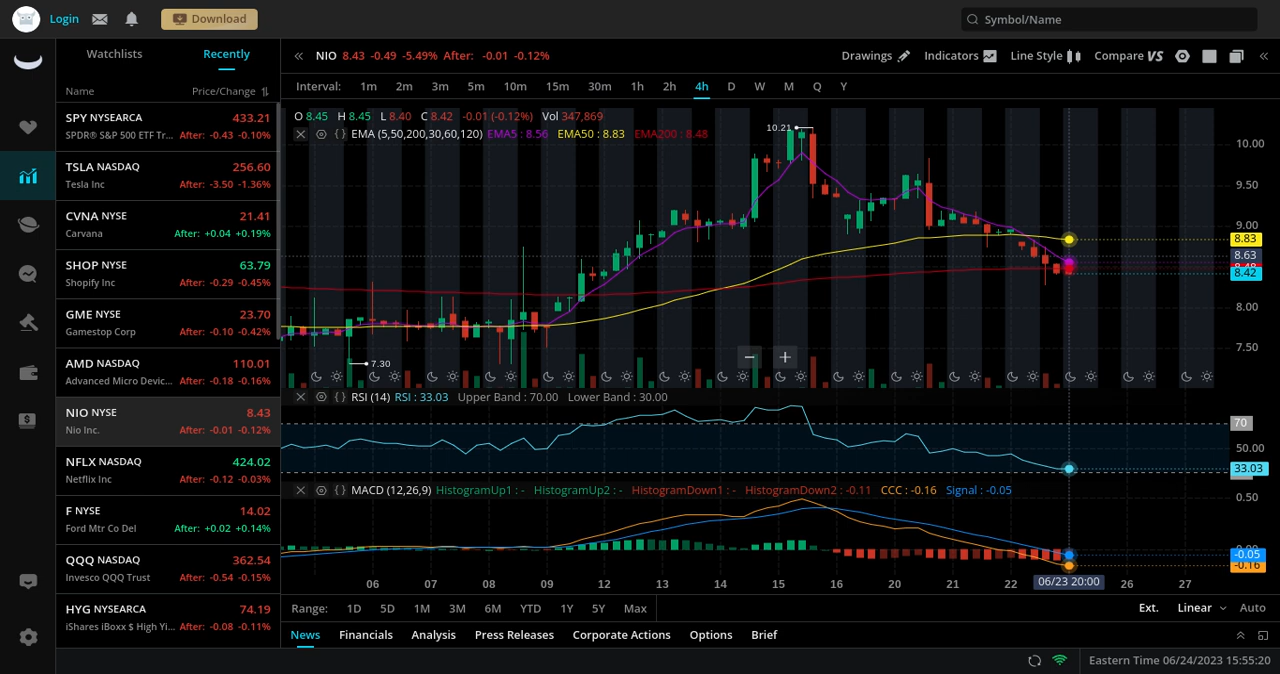 Login
Download
Symbol/Name
Watchlists Recently
Name Price/Change
SPY NYSEARCA 433.21
SPDR® S&P 500 ETF Tr... After: -0.43 -0.10%
TSLA NASDAQ 256.60
Tesla Inc After: -3.50 -1.36%
CVNA NYSE 21.41
Carvana After: +0.04 +0.19%
SHOP NYSE 63.79
Shopify Inc After: -0.29 -0.45%
GME NYSE 23.70
Gamestop Corp After: -0.10 -0.42%
AMD NASDAQ 110.01
Advanced Micro Devic... After: -0.18 -0.16%
NIO NYSE 8.43
Nio Inc. After: -0.01 -0.12%
NFLX NASDAQ 424.02
Netflix Inc After: -0.12 -0.03%
F NYSE 14.02
Ford Mtr Co Del After: +0.02 +0.14%
QQQ NASDAQ 362.54
Invesco QQQ Trust After: -0.54 -0.15%
HYG NYSEARCA 74.19
iShares iBoxx $ High Yi... After: -0.08 -0.11%
NIO 8.43 -0.49 -5.49% After: -0.01 -0.12%
Drawings Indicators Line Style Compare VS
Interval: 1m 2m 3m 5m 10m 15m 30m 1h 2h 4h D W M Q Y
O 8.45 H 8.45 L 8.40 C 8.42 -0.01 (-0.12%) Vol 347,869
EMA (5,50,200,30,60,120) EMA5 : 8.56 EMA50 : 8.83 EMA200 : 8.48
10.21
7.30
10.00
9.50
9.00
8.83
8.63
8.48
8.42
8.00
7.50
RSI (14) RSI : 33.03 Upper Band : 70.00 Lower Band : 30.00
70
50.00
33.03
MACD (12,26,9) HistogramUp1 : - HistogramUp2 : - HistogramDown1 : - HistogramDown2 : -0.11 CCC : -0.16 Signal : -0.05
0.50
0.00
-0.05
-0.16
06 07 08 09 12 13 14 15 16 20 21 22 06/23 20:00 26 27
Range: 1D 5D 1M 3M 6M YTD 1Y 5Y Max
Ext. Linear Auto
News Financials Analysis Press Releases Corporate Actions Options Brief
Eastern Time 06/24/2023 15:55:20